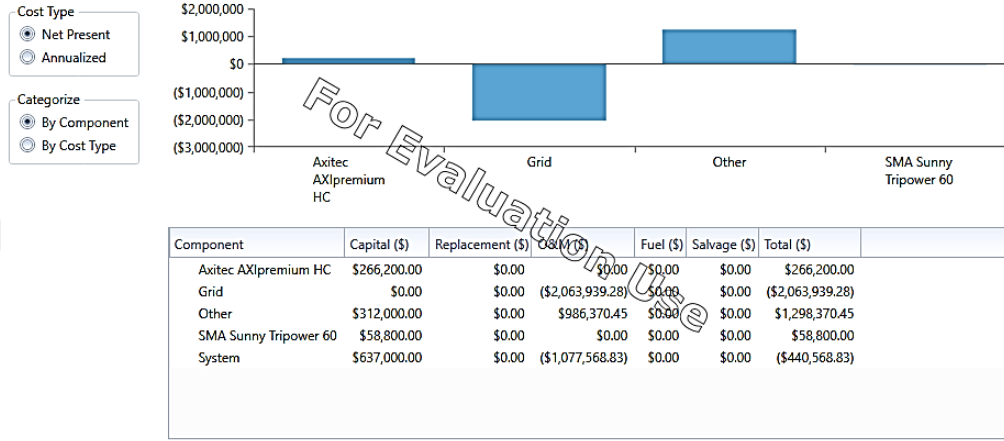 Cost Type
Net Present
Annualized
Categorize
By Component
By Cost Type
$2,000,000
$1,000,000
$0
($1,000,000)
($2,000,000)
($3,000,000)
Axitec
AXIpremium
HC
Grid
Other
SMA Sunny
Tripower 60
For Evaluation Use
Component Capital ($) Replacement ($) O&M ($) Fuel ($) Salvage ($) Total ($)
Axitec AXIpremium HC $266,200.00 $0.00 $0.00 $0.00 $0.00 $266,200.00
Grid $0.00 $0.00 ($2,063,939.28) $0.00 $0.00 ($2,063,939.28)
Other $312,000.00 $0.00 $986,370.45 $0.00 $0.00 $1,298,370.45
SMA Sunny Tripower 60 $58,800.00 $0.00 $0.00 $0.00 $0.00 $58,800.00
System $637,000.00 $0.00 ($1,077,568.83) $0.00 $0.00 ($440,568.83)